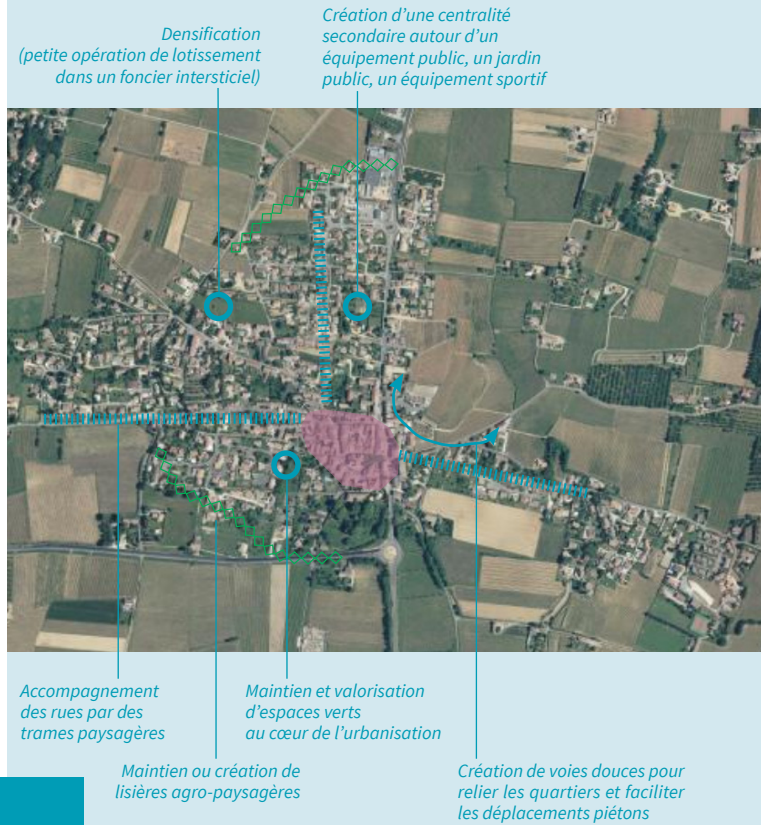 Densification
(petite opération de lotissement
dans un foncier intersticiel)
Création d’une centralité
secondaire autour d’un
équipement public, un jardin
public, un équipement sportif
Accompagnement
des rues par des
trames paysagères
Maintien et valorisation
d’espaces verts
au cœur de l’urbanisation
Maintien ou création de
lisières agro-paysagères
Création de voies douces pour
relier les quartiers et faciliter
les déplacements piétons